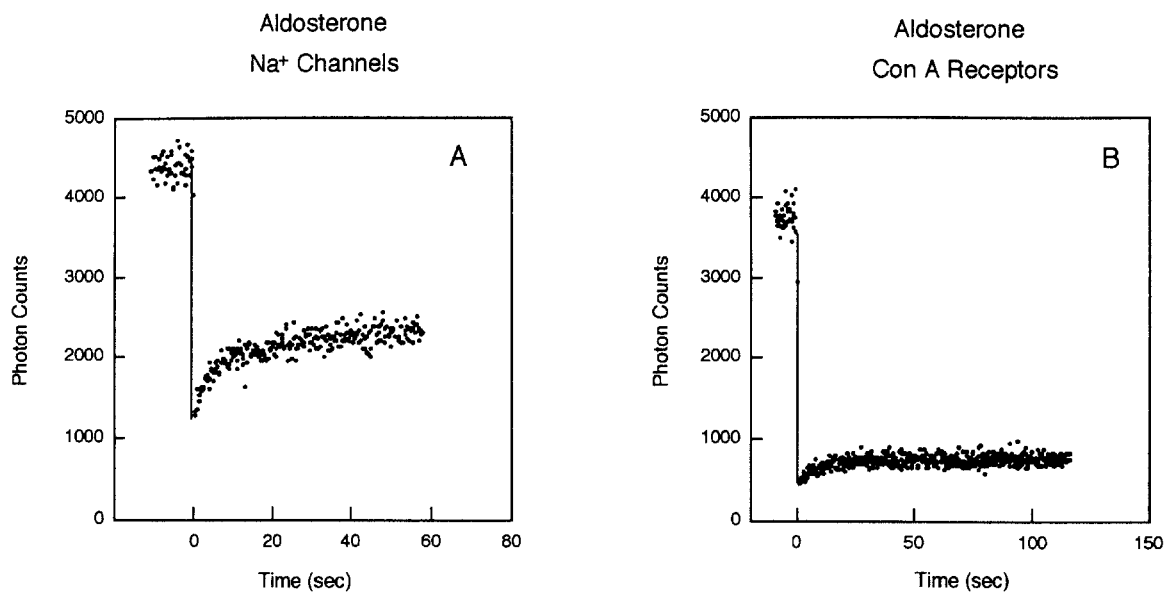 Aldosterone
Na⁺ Channels
A
5000
4000
3000
2000
1000
0
Photon Counts
0 20 40 60 80
Time (sec)
Aldosterone
Con A Receptors
B
5000
4000
3000
2000
1000
0
Photon Counts
0 50 100 150
Time (sec)